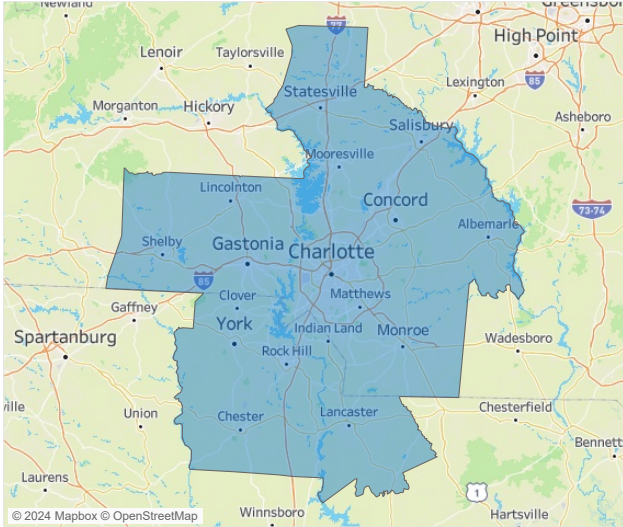 Newland
Greensboro
77
High Point
Lenoir
Taylorsville
85
Lexington
Statesville
Morganton
Hickory
Asheboro
Salisbury
Mooresville
Lincolnton
Concord
73-74
Albemarle
Shelby
Gastonia
Charlotte
85
Clover
Matthews
Gaffney
York
Indian Land
Monroe
Spartanburg
Wadesboro
Rock Hill
ville
Union
Chester
Lancaster
Chesterfield
Bennett
Laurens
1
Winnsboro
Hartsville
© 2024 Mapbox © OpenStreetMap